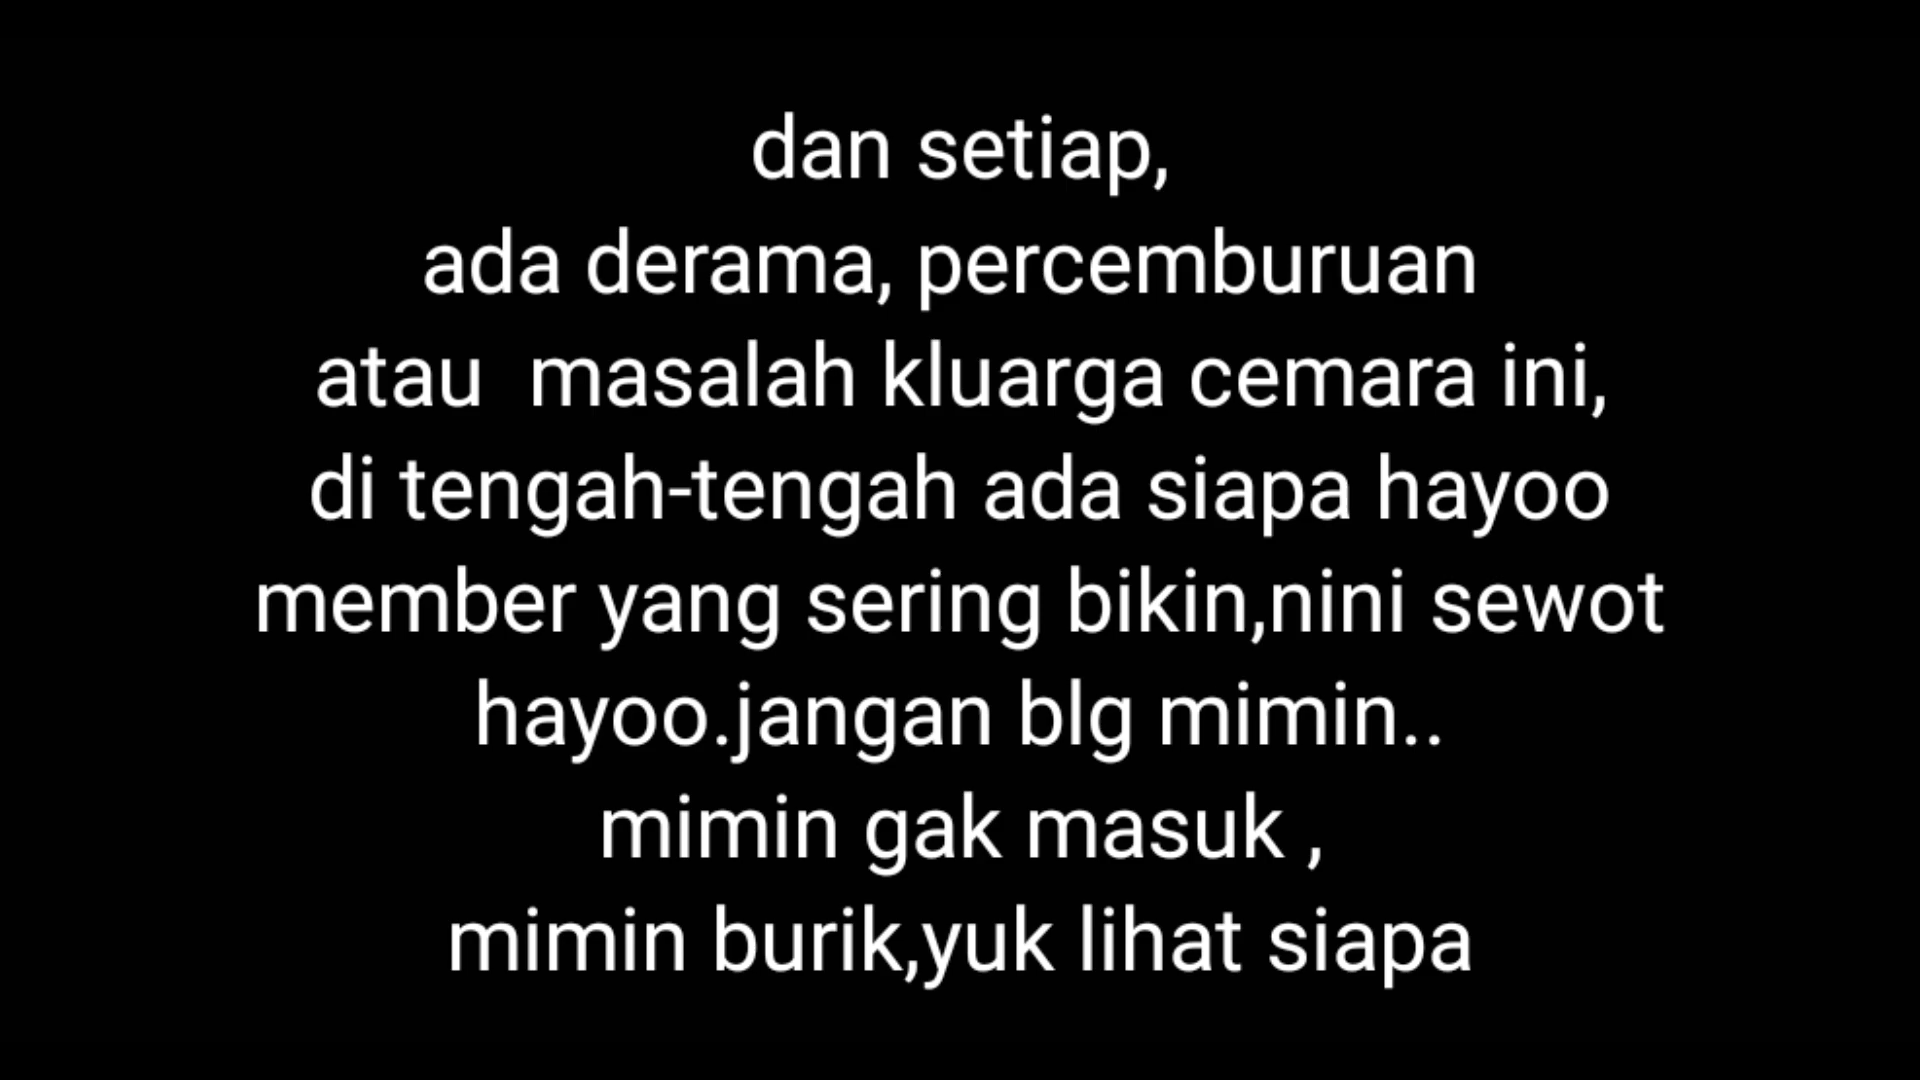 dan setiap,
ada derama, percemburuan
atau  masalah kluarga cemara ini,
di tengah-tengah ada siapa hayoo
member yang sering bikin,nini sewot
hayoo.jangan blg mimin..
mimin gak masuk ,
mimin burik,yuk lihat siapa